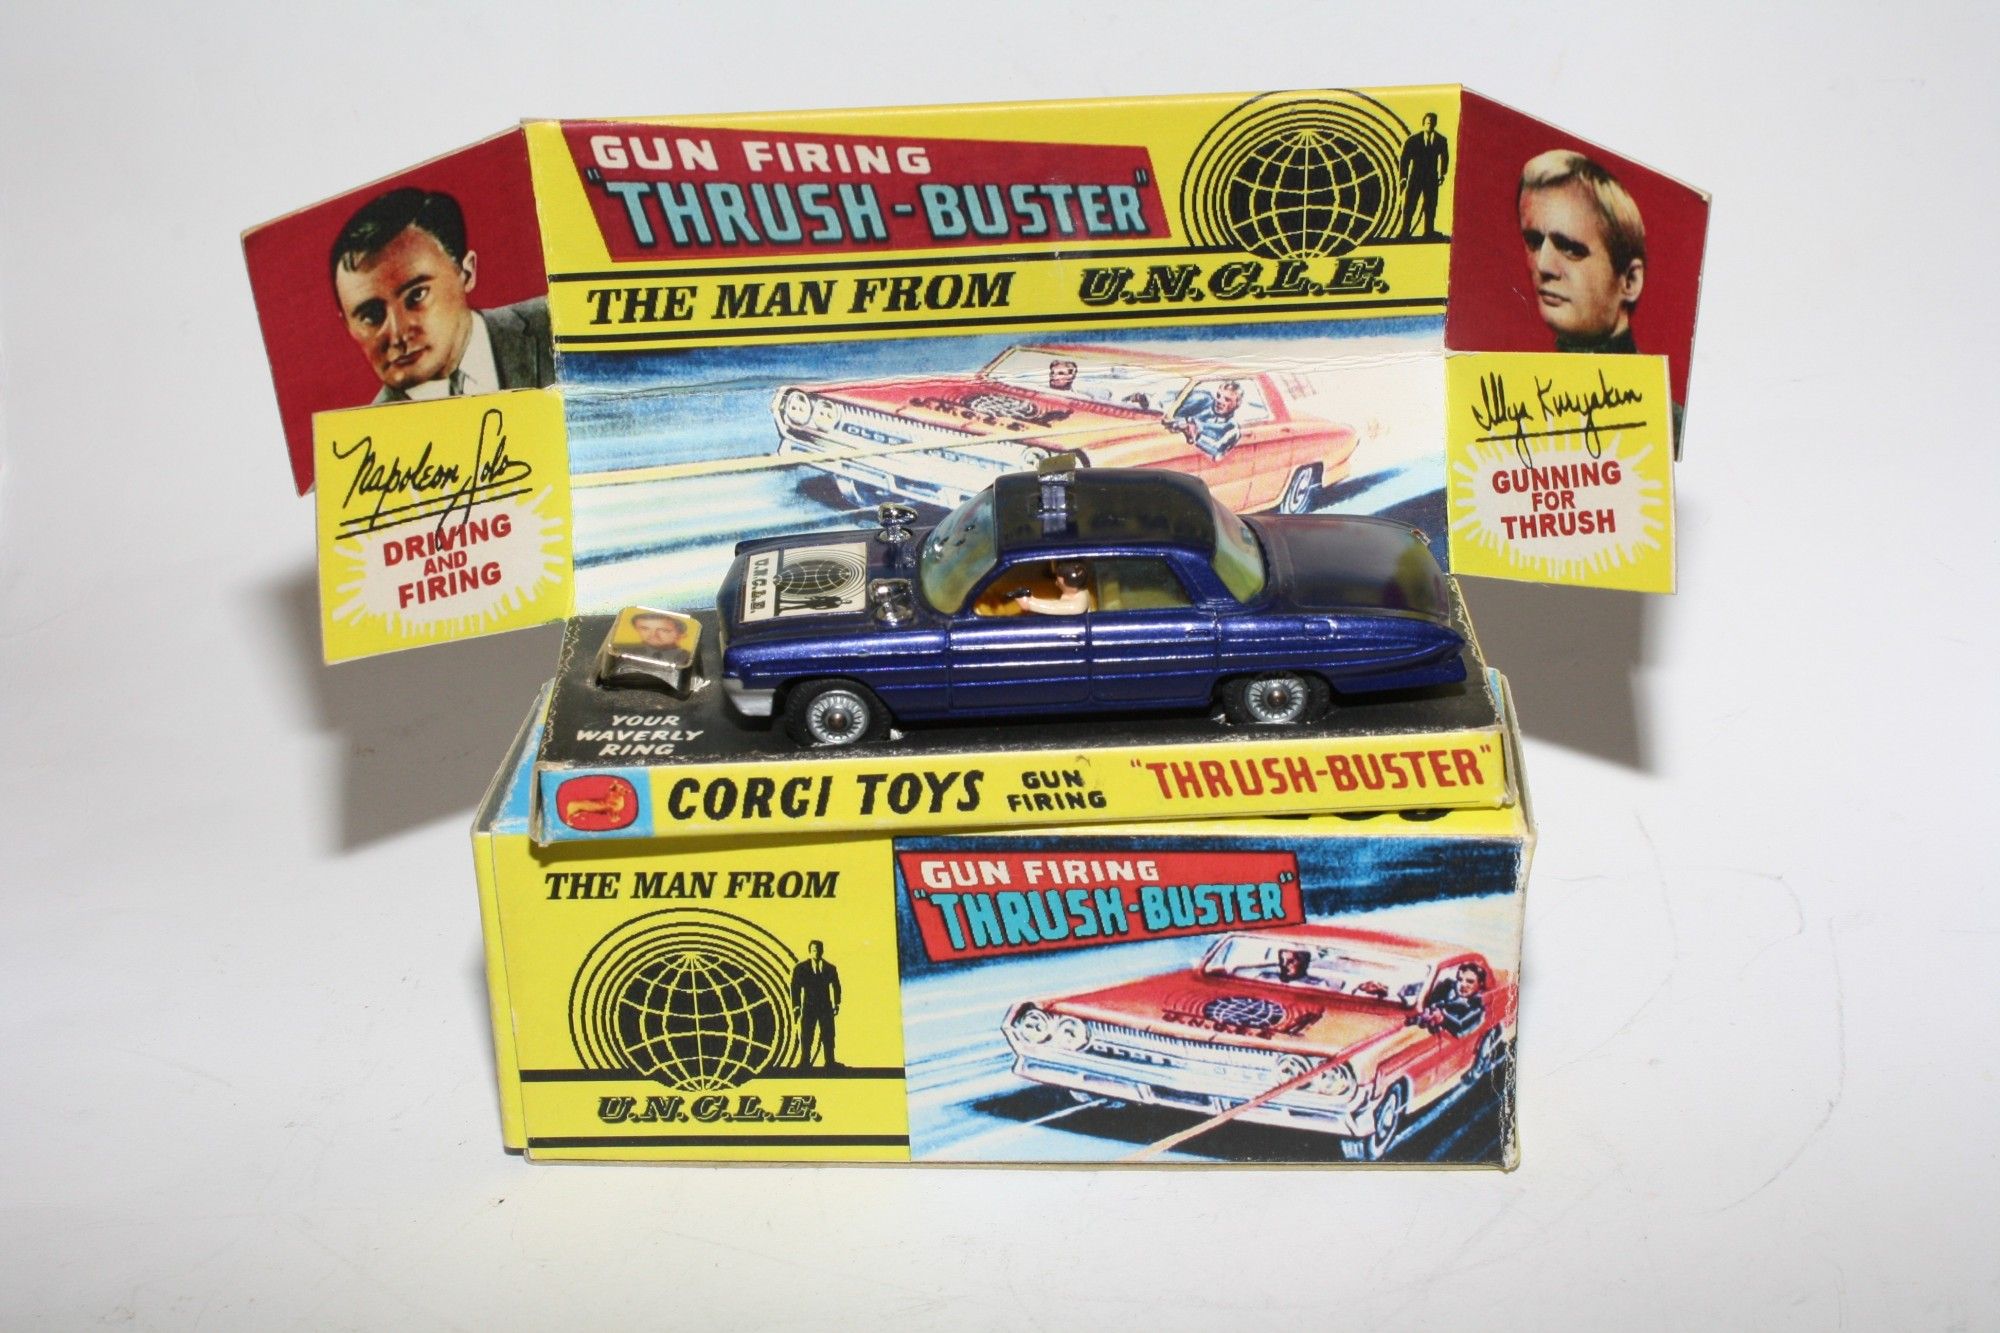 GUN FIRING
"THRUSH-BUSTER"
THE MAN FROM U.N.C.L.E.
Napoleon Solo
DRIVING
AND
FIRING
Illya Kuryakin
GUNNING
FOR
THRUSH
U.N.C.L.E.
YOUR
WAVERLY
RING
CORGI TOYS GUN FIRING "THRUSH-BUSTER"
THE MAN FROM
U.N.C.L.E.
GUN FIRING
"THRUSH-BUSTER"
U.N.C.L.E.